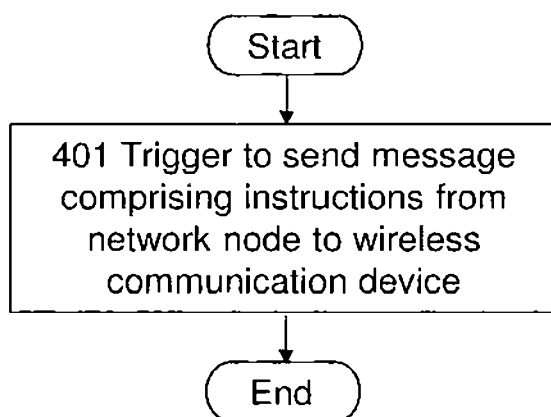 Start
401 Trigger to send message
comprising instructions from
network node to wireless
communication device
End